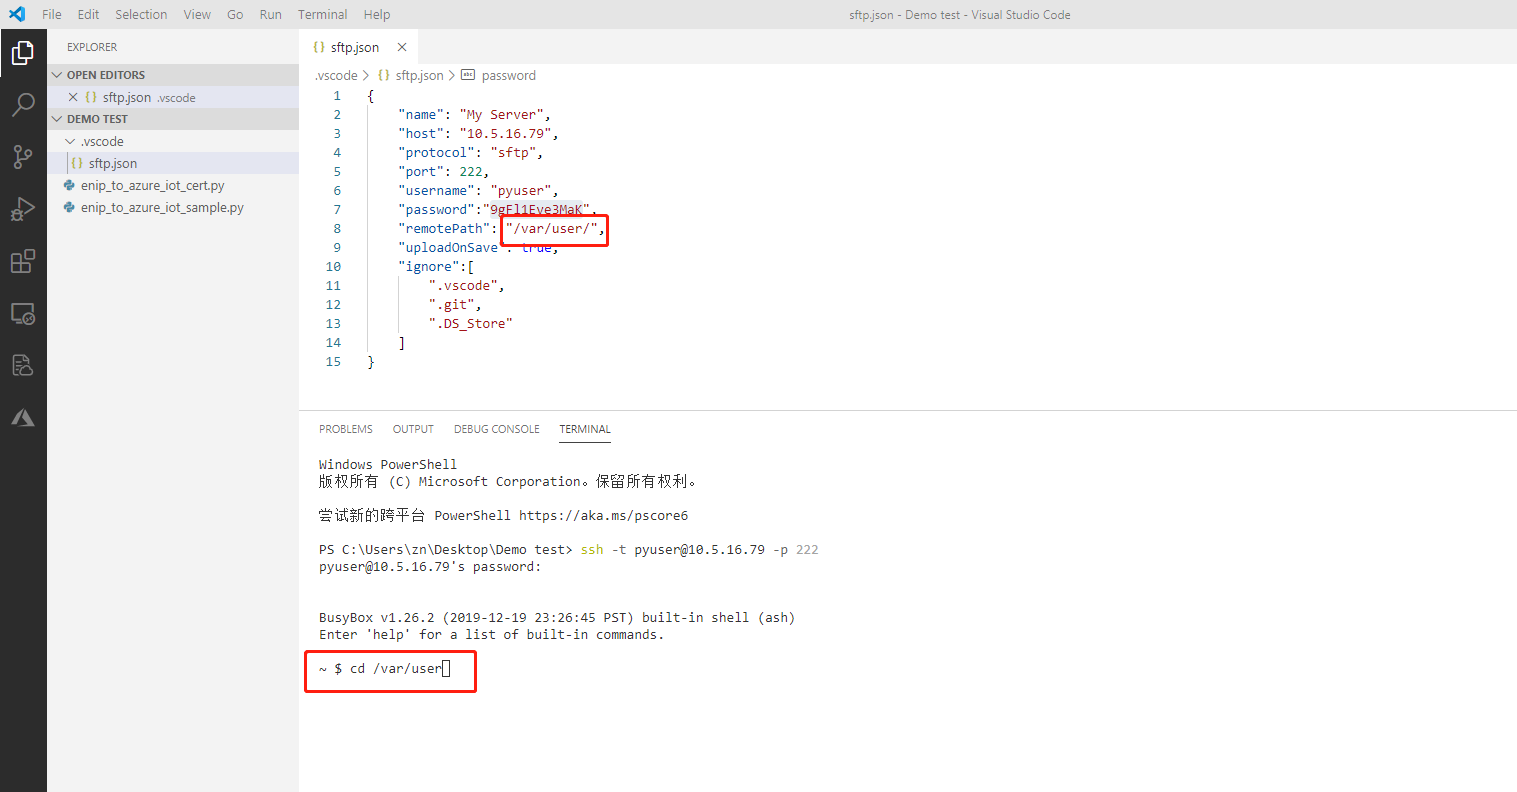 File Edit Selection View Go Run Terminal Help
sftp.json - Demo test - Visual Studio Code
EXPLORER
OPEN EDITORS
sftp.json .vscode
DEMO TEST
.vscode
sftp.json
enip_to_azure_iot_cert.py
enip_to_azure_iot_sample.py
{} sftp.json
.vscode > {} sftp.json > abc password
1 {
2 "name": "My Server",
3 "host": "10.5.16.79",
4 "protocol": "sftp",
5 "port": 222,
6 "username": "pyuser",
7 "password":"9gFl1Eve3MaK",
8 "remotePath": "/var/user/",
9 "uploadOnSave": true,
10 "ignore":[
11 ".vscode",
12 ".git",
13 ".DS_Store"
14 ]
15 }
PROBLEMS OUTPUT DEBUG CONSOLE TERMINAL
Windows PowerShell
版权所有 (C) Microsoft Corporation。保留所有权利。
尝试新的跨平台 PowerShell https://aka.ms/pscore6
PS C:\Users\zn\Desktop\Demo test> ssh -t pyuser@10.5.16.79 -p 222
pyuser@10.5.16.79's password:
BusyBox v1.26.2 (2019-12-19 23:26:45 PST) built-in shell (ash)
Enter 'help' for a list of built-in commands.
~ $ cd /var/user